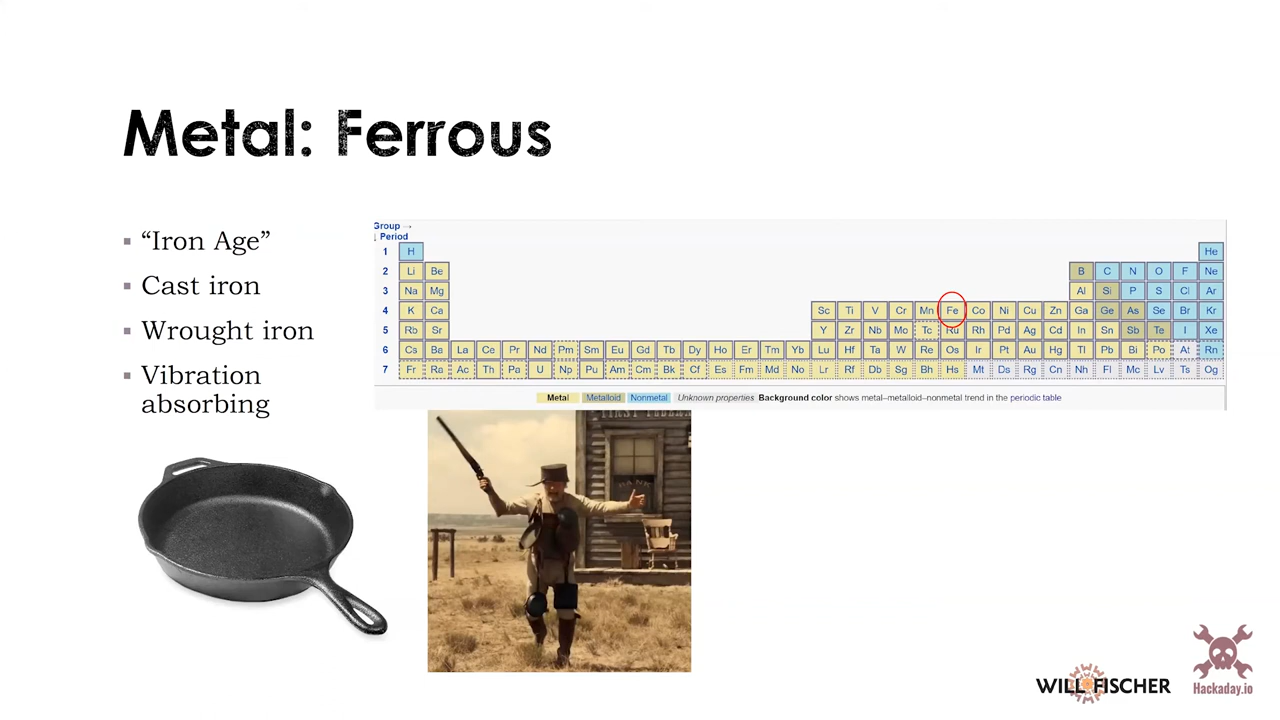 Metal: Ferrous
“Iron Age”
Cast iron
Wrought iron
Vibration
absorbing
Group →
↓ Period
1 H He
2 Li Be B C N O F Ne
3 Na Mg Al Si P S Cl Ar
4 K Ca Sc Ti V Cr Mn Fe Co Ni Cu Zn Ga Ge As Se Br Kr
5 Rb Sr Y Zr Nb Mo Tc Ru Rh Pd Ag Cd In Sn Sb Te I Xe
6 Cs Ba La Ce Pr Nd Pm Sm Eu Gd Tb Dy Ho Er Tm Yb Lu Hf Ta W Re Os Ir Pt Au Hg Tl Pb Bi Po At Rn
7 Fr Ra Ac Th Pa U Np Pu Am Cm Bk Cf Es Fm Md No Lr Rf Db Sg Bh Hs Mt Ds Rg Cn Nh Fl Mc Lv Ts Og
Metal Metalloid Nonmetal Unknown properties Background color shows metal–metalloid–nonmetal trend in the periodic table
FIRST
BANK
WILL FISCHER
Hackaday.io